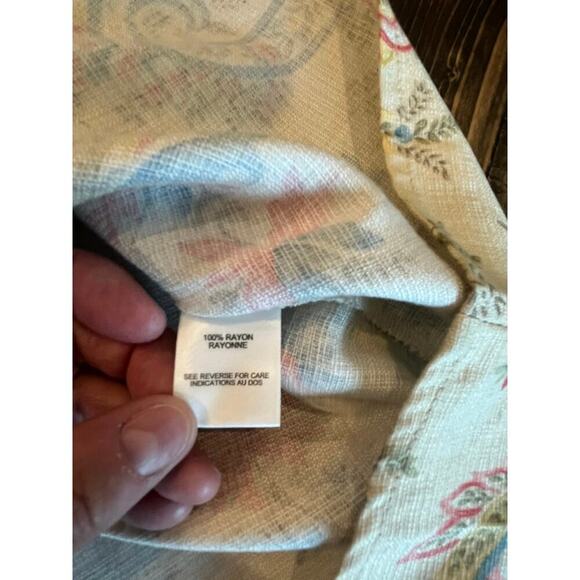 100% RAYON
RAYONNE
SEE REVERSE FOR CARE
INDICATIONS AU DOS